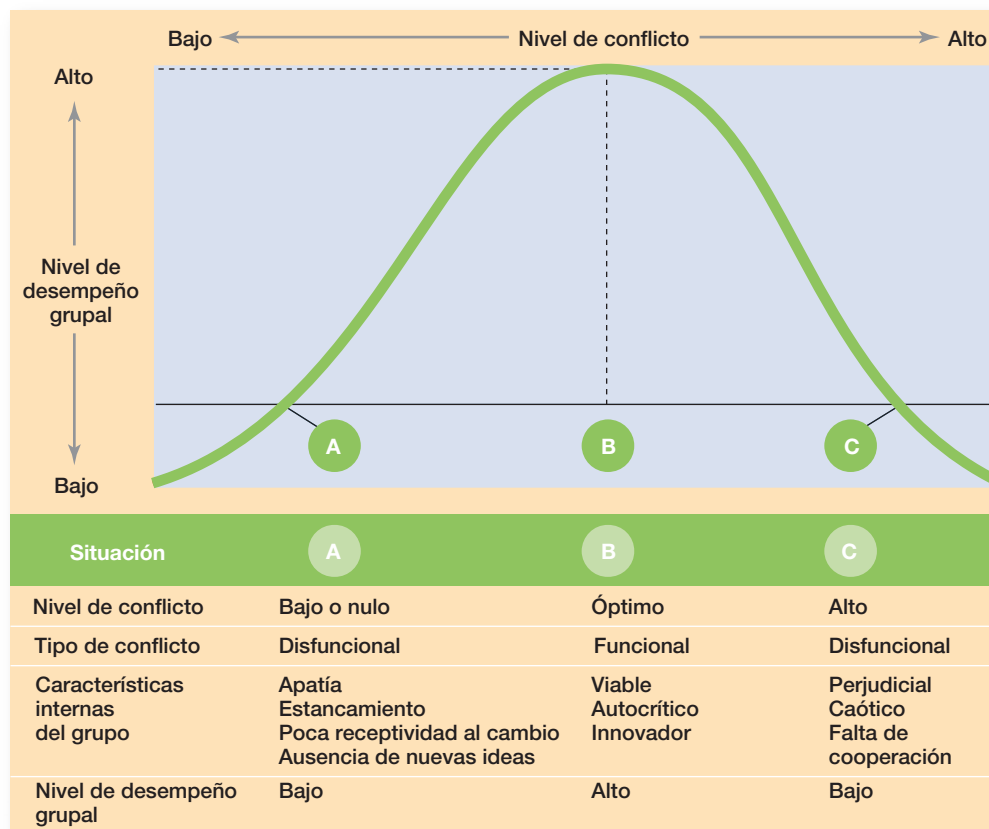 Bajo Nivel de conflicto Alto
Alto
Nivel de
desempeño
grupal
Bajo
A B C
Situación A B C
Nivel de conflicto Bajo o nulo Óptimo Alto
Tipo de conflicto Disfuncional Funcional Disfuncional
Características
internas
del grupo
Apatía
Estancamiento
Poca receptividad al cambio
Ausencia de nuevas ideas
Viable
Autocrítico
Innovador
Perjudicial
Caótico
Falta de
cooperación
Nivel de desempeño
grupal
Bajo Alto Bajo